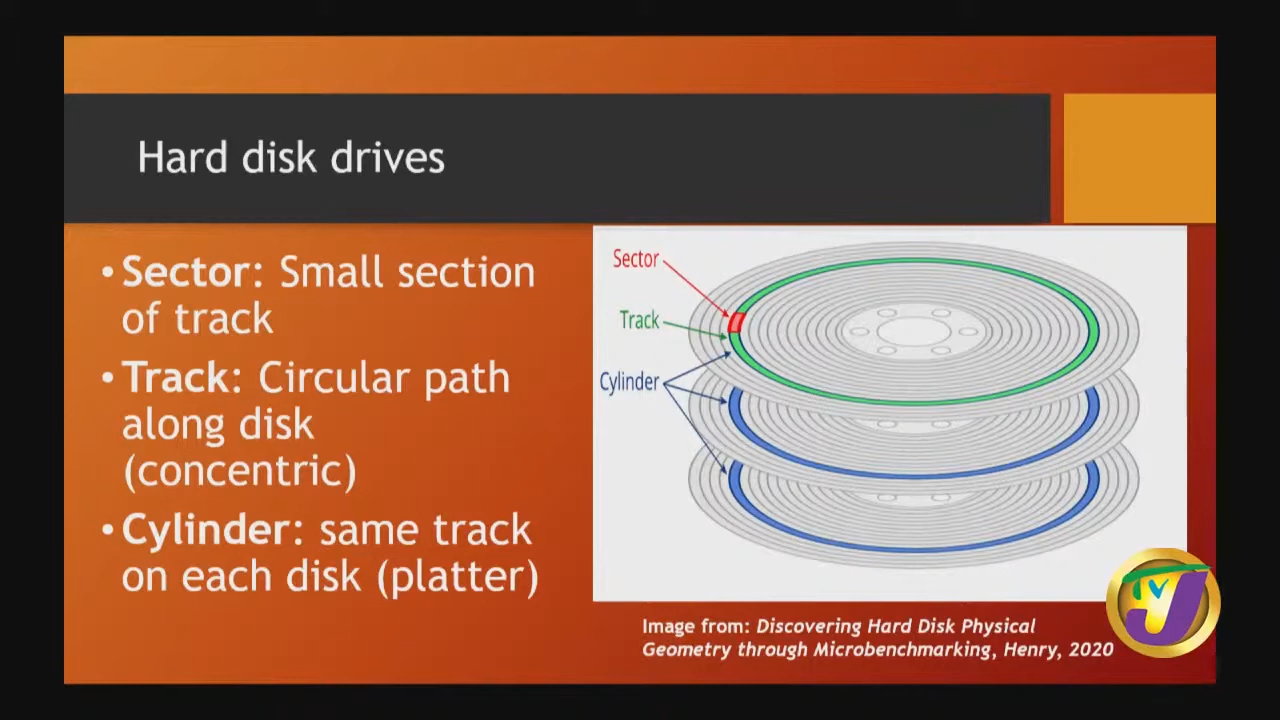 Hard disk drives
• Sector: Small section
of track
• Track: Circular path
along disk
(concentric)
• Cylinder: same track
on each disk (platter)
Sector
Track
Cylinder
Image from: Discovering Hard Disk Physical
Geometry through Microbenchmarking, Henry, 2020
TVJ